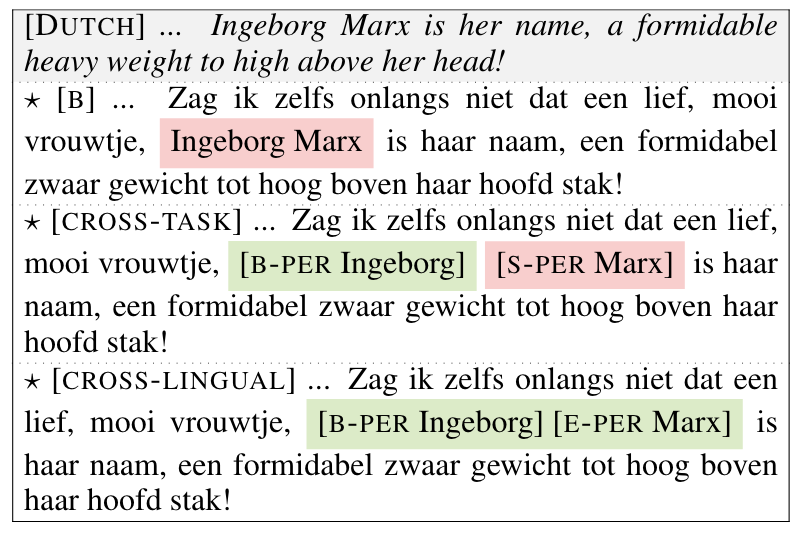 [DUTCH] ... Ingeborg Marx is her name, a formidable
heavy weight to high above her head!
⋆ [B] ... Zag ik zelfs onlangs niet dat een lief, mooi
vrouwtje, Ingeborg Marx is haar naam, een formidabel
zwaar gewicht tot hoog boven haar hoofd stak!
⋆ [CROSS-TASK] ... Zag ik zelfs onlangs niet dat een lief,
mooi vrouwtje, [B-PER Ingeborg] [S-PER Marx] is haar
naam, een formidabel zwaar gewicht tot hoog boven haar
hoofd stak!
⋆ [CROSS-LINGUAL] ... Zag ik zelfs onlangs niet dat een
lief, mooi vrouwtje, [B-PER Ingeborg] [E-PER Marx] is
haar naam, een formidabel zwaar gewicht tot hoog boven
haar hoofd stak!